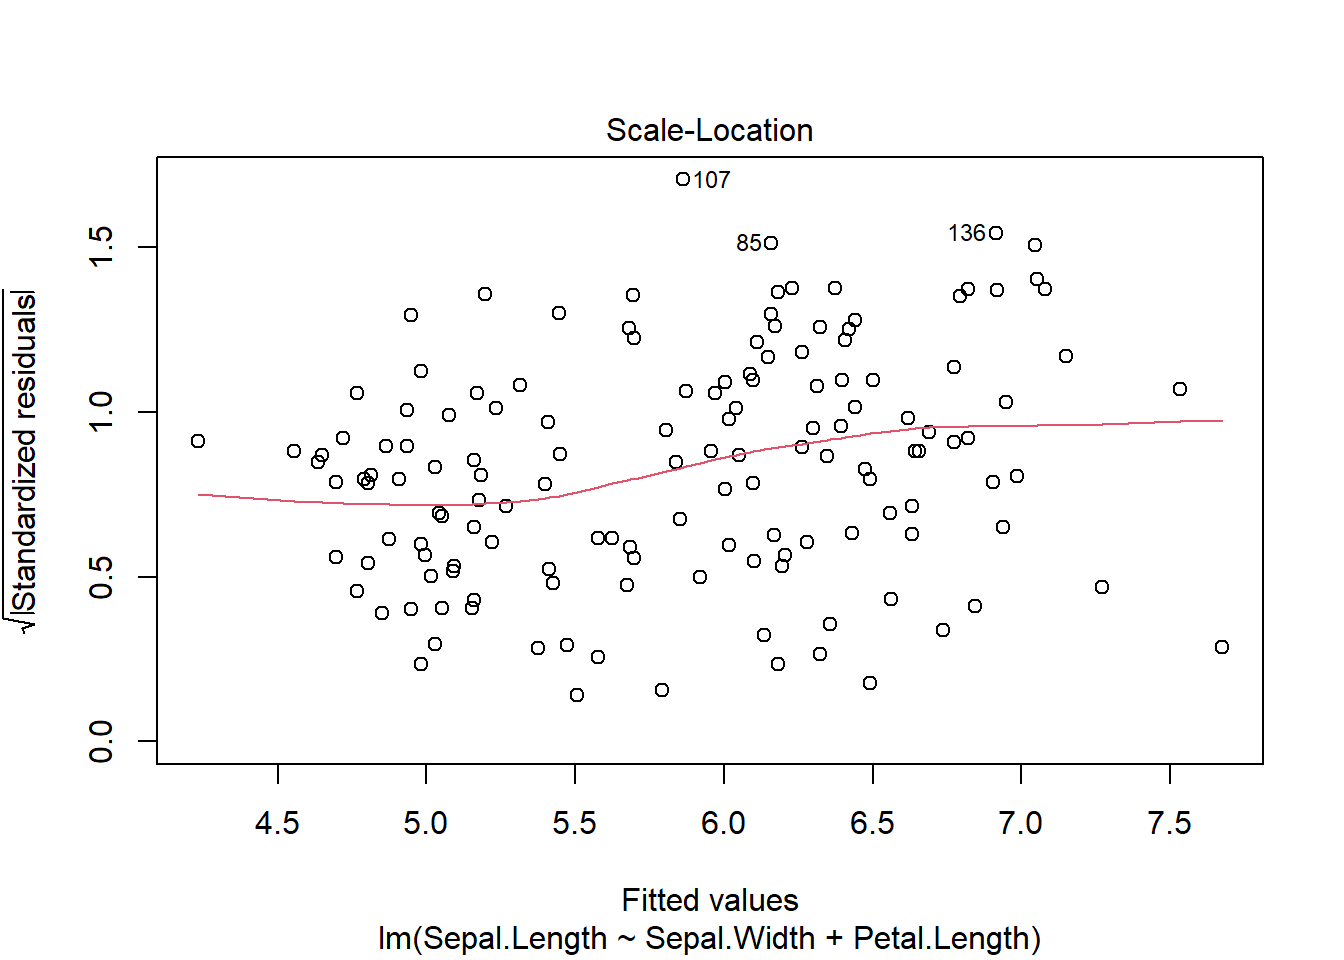 Scale-Location
107
85
136
√|Standardized residuals|
0.0
0.5
1.0
1.5
4.5 5.0 5.5 6.0 6.5 7.0 7.5
Fitted values
lm(Sepal.Length ~ Sepal.Width + Petal.Length)